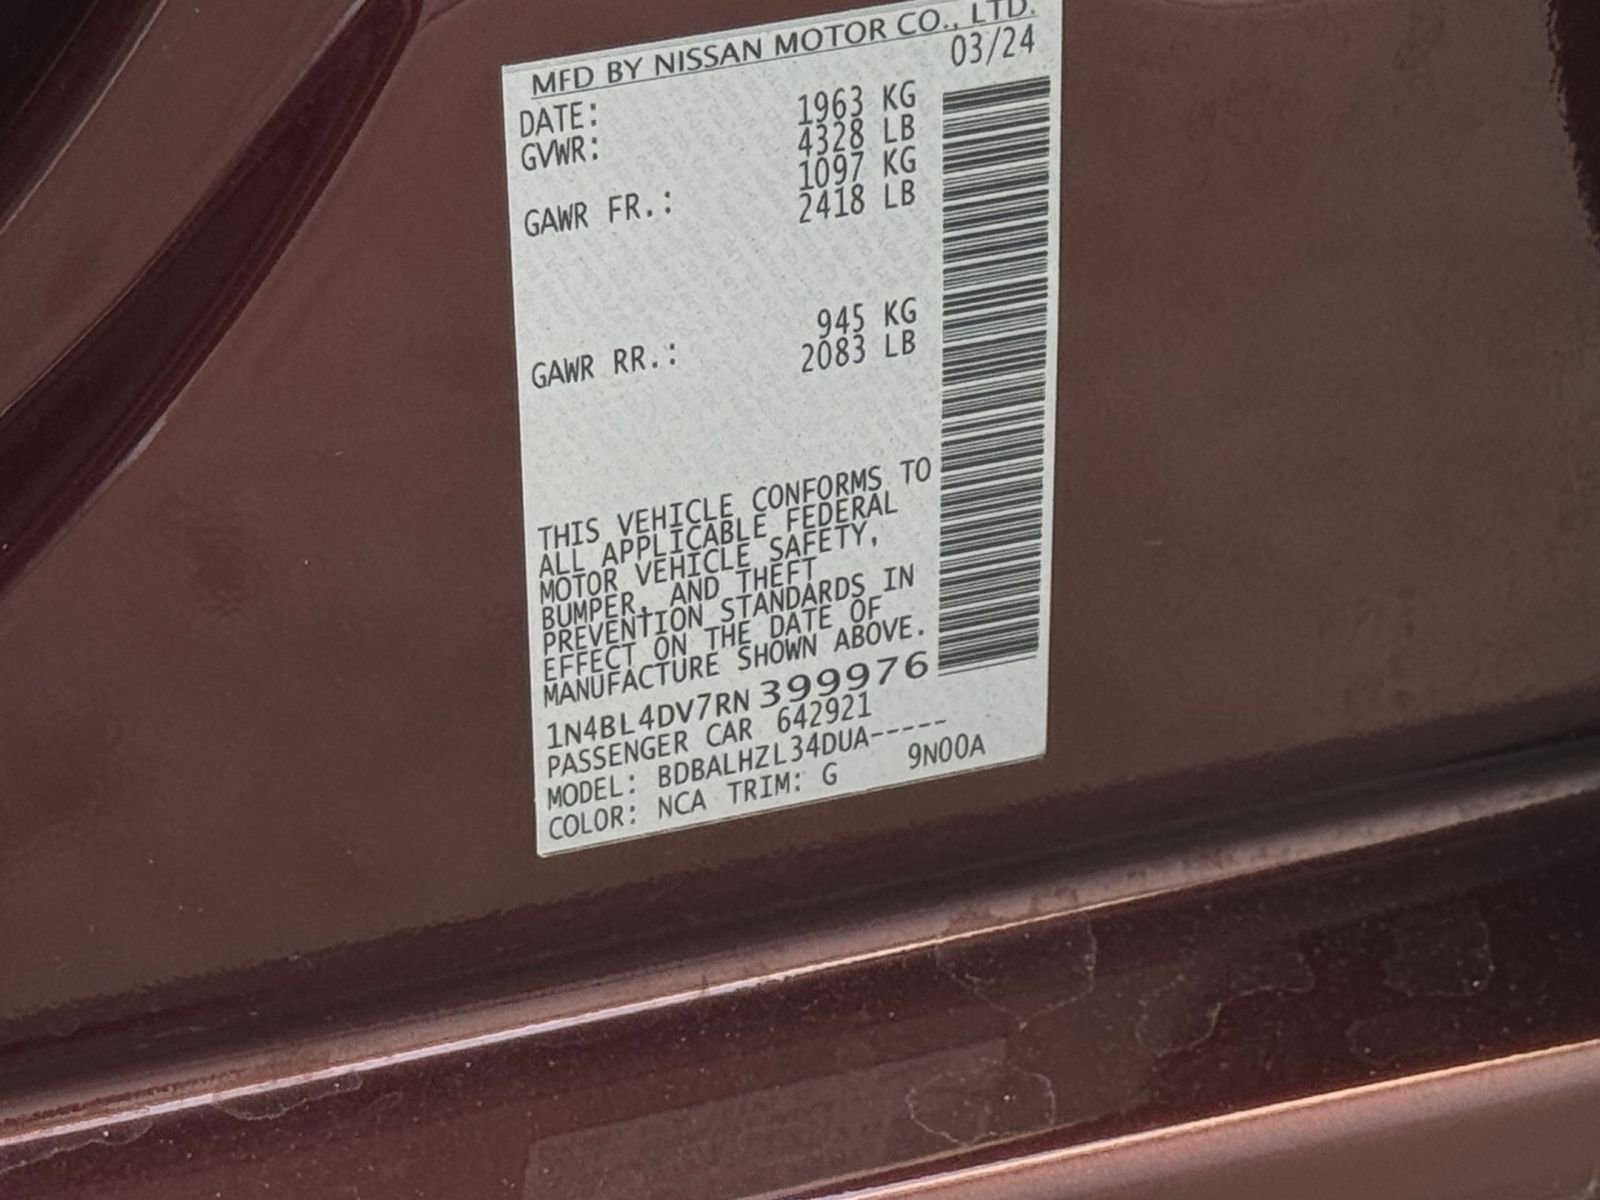 MFD BY NISSAN MOTOR CO., LTD.
DATE: 03/24
GVWR: 1963 KG
4328 LB
GAWR FR.: 1097 KG
2418 LB
GAWR RR.: 945 KG
2083 LB
THIS VEHICLE CONFORMS TO
ALL APPLICABLE FEDERAL
MOTOR VEHICLE SAFETY,
BUMPER, AND THEFT
PREVENTION STANDARDS IN
EFFECT ON THE DATE OF
MANUFACTURE SHOWN ABOVE.
1N4BL4DV7RN 399976
PASSENGER CAR 642921
MODEL: BDBALHZL34DUA-----
COLOR: NCA TRIM: G 9N00A